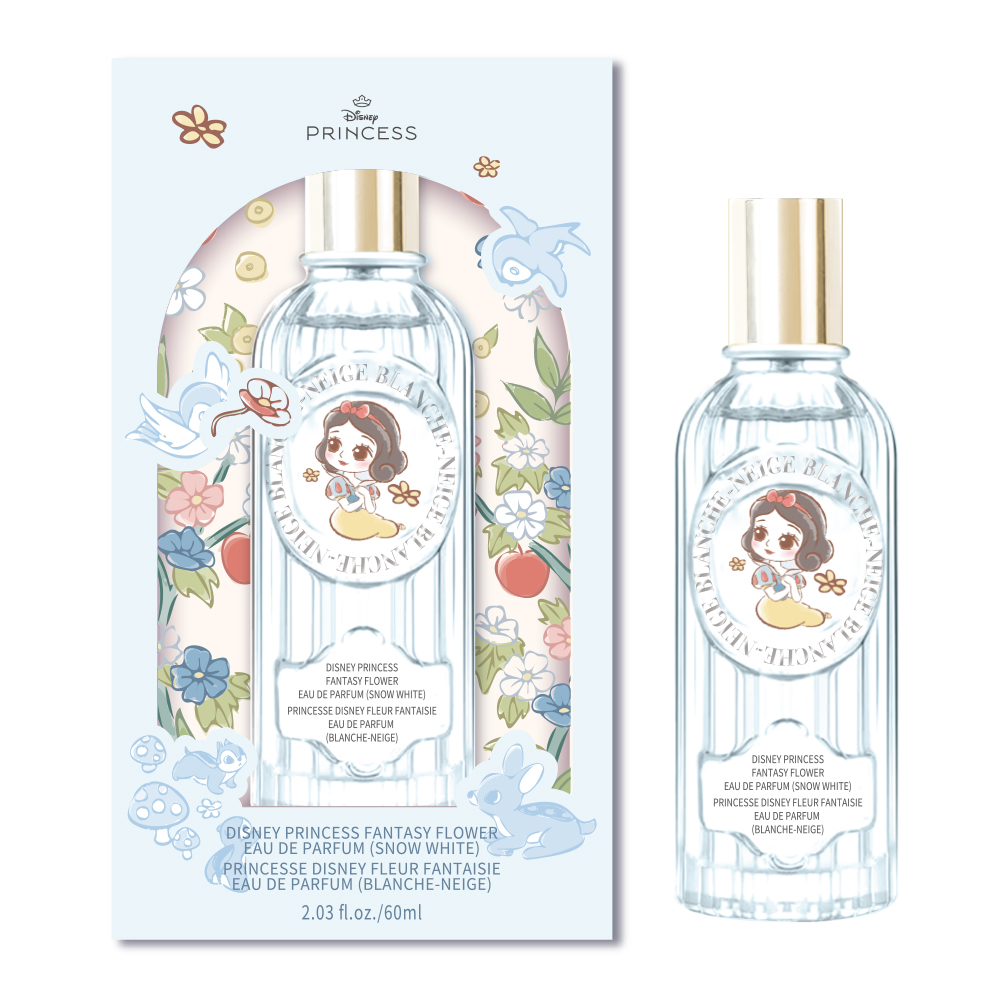 Disney
PRINCESS
BLANCHE-NEIGE BLANCHE-NEIGE BLANCHE-NEIGE
DISNEY PRINCESS
FANTASY FLOWER
EAU DE PARFUM (SNOW WHITE)
PRINCESSE DISNEY FLEUR FANTAISIE
EAU DE PARFUM
(BLANCHE-NEIGE)
DISNEY PRINCESS FANTASY FLOWER
EAU DE PARFUM (SNOW WHITE)
PRINCESSE DISNEY FLEUR FANTAISIE
EAU DE PARFUM (BLANCHE-NEIGE)
2.03 fl.oz./60ml
BLANCHE-NEIGE BLANCHE-NEIGE BLANCHE-NEIGE
DISNEY PRINCESS
FANTASY FLOWER
EAU DE PARFUM (SNOW WHITE)
PRINCESSE DISNEY FLEUR FANTAISIE
EAU DE PARFUM
(BLANCHE-NEIGE)